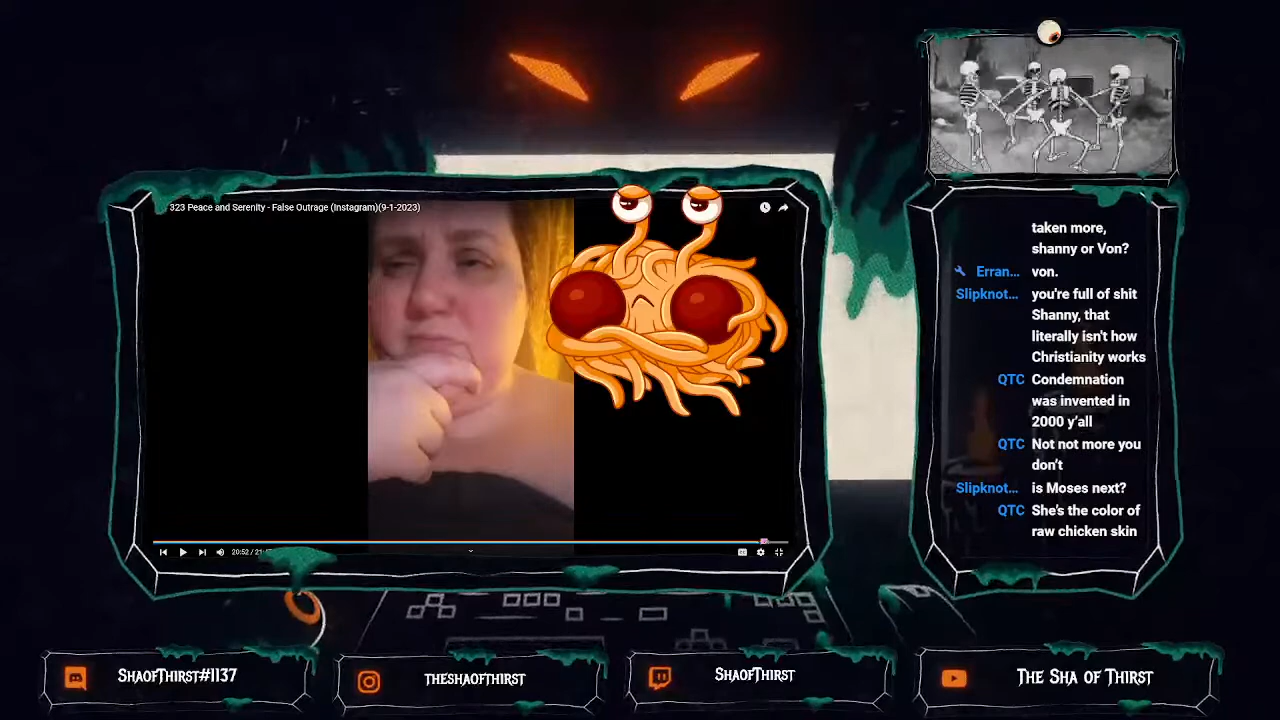 323 Peace and Serenity - False Outrage (Instagram)(9-1-2023)
20:52 / 21:
taken more,
shanny or Von?
Erran... von.
Slipknot... you're full of shit
Shanny, that
literally isn't how
Christianity works
QTC Condemnation
was invented in
2000 y'all
QTC Not not more you
don't
Slipknot... is Moses next?
QTC She's the color of
raw chicken skin
ShaofThirst#1137
theshaofthirst
ShaofThirst
The Sha of Thirst